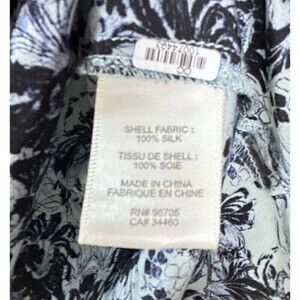 SHELL FABRIC :
100% SILK
TISSU DE SHELL :
100% SOIE
MADE IN CHINA
FABRIQUE EN CHINE
RN# 96705
CA# 34460